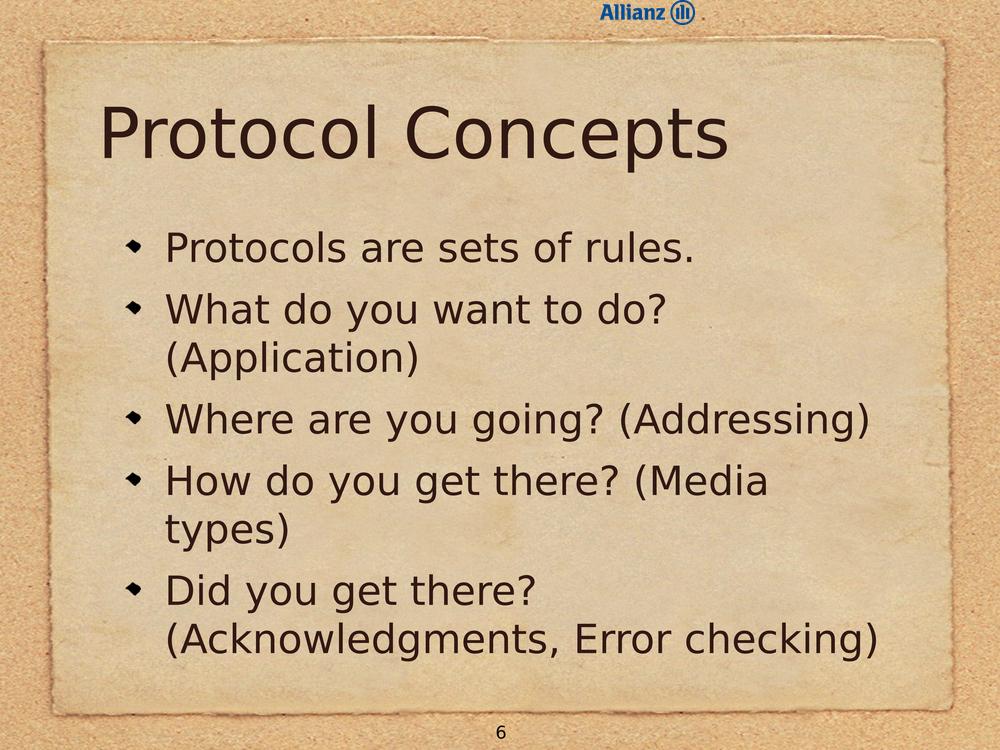 Allianz
Protocol Concepts
Protocols are sets of rules.
What do you want to do?
(Application)
Where are you going? (Addressing)
How do you get there? (Media
types)
Did you get there?
(Acknowledgments, Error checking)
6